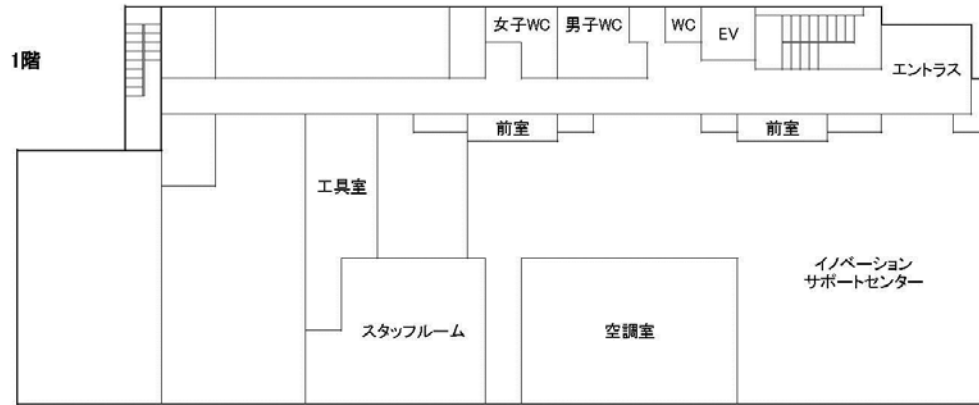 1階
女子WC
男子WC
WC
EV
エントラス
前室
前室
工具室
イノベーション
サポートセンター
スタッフルーム
空調室